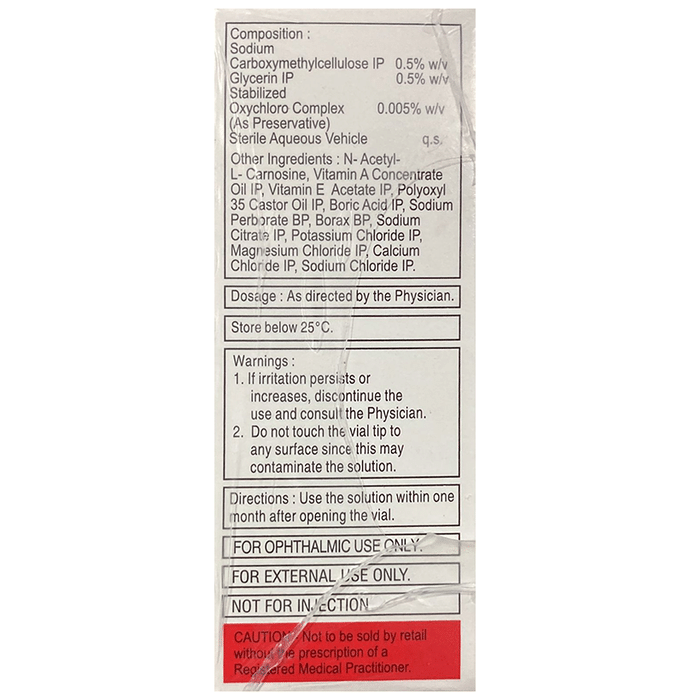 Composition :
Sodium
Carboxymethylcellulose IP 0.5% w/v
Glycerin IP 0.5% w/v
Stabilized
Oxychloro Complex 0.005% w/v
(As Preservative)
Sterile Aqueous Vehicle q.s.
Other Ingredients : N- Acetyl-
L- Carnosine, Vitamin A Concentrate
Oil IP, Vitamin E Acetate IP, Polyoxyl
35 Castor Oil IP, Boric Acid IP, Sodium
Perborate BP, Borax BP, Sodium
Citrate IP, Potassium Chloride IP,
Magnesium Chloride IP, Calcium
Chloride IP, Sodium Chloride IP.
Dosage : As directed by the Physician.
Store below 25°C.
Warnings :
1. If irritation persists or
increases, discontinue the
use and consult the Physician.
2. Do not touch the vial tip to
any surface since this may
contaminate the solution.
Directions : Use the solution within one
month after opening the vial.
FOR OPHTHALMIC USE ONLY.
FOR EXTERNAL USE ONLY.
NOT FOR INJECTION
CAUTION : Not to be sold by retail
without the prescription of a
Registered Medical Practitioner.